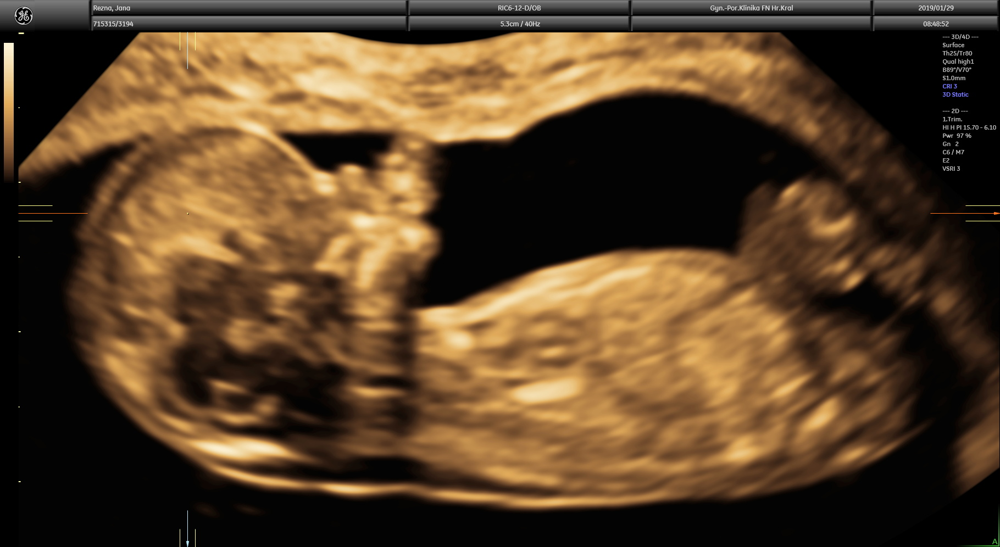 Rezna, Jana
RIC6-12-D/OB
Gyn.-Por.Klinika FN Hr.Kral
2019/01/29
715315/3194
5.3cm / 40Hz
08:48:52
--- 3D/4D ---
Surface
Th25/Tr80
Qual high1
B89°/V70°
S1.0mm
CRI 3
3D Static
--- 2D ---
1.Trim.
HI H PI 15.70 - 6.10
Pwr 97 %
Gn 2
C6 / M7
E2
VSRI 3
A